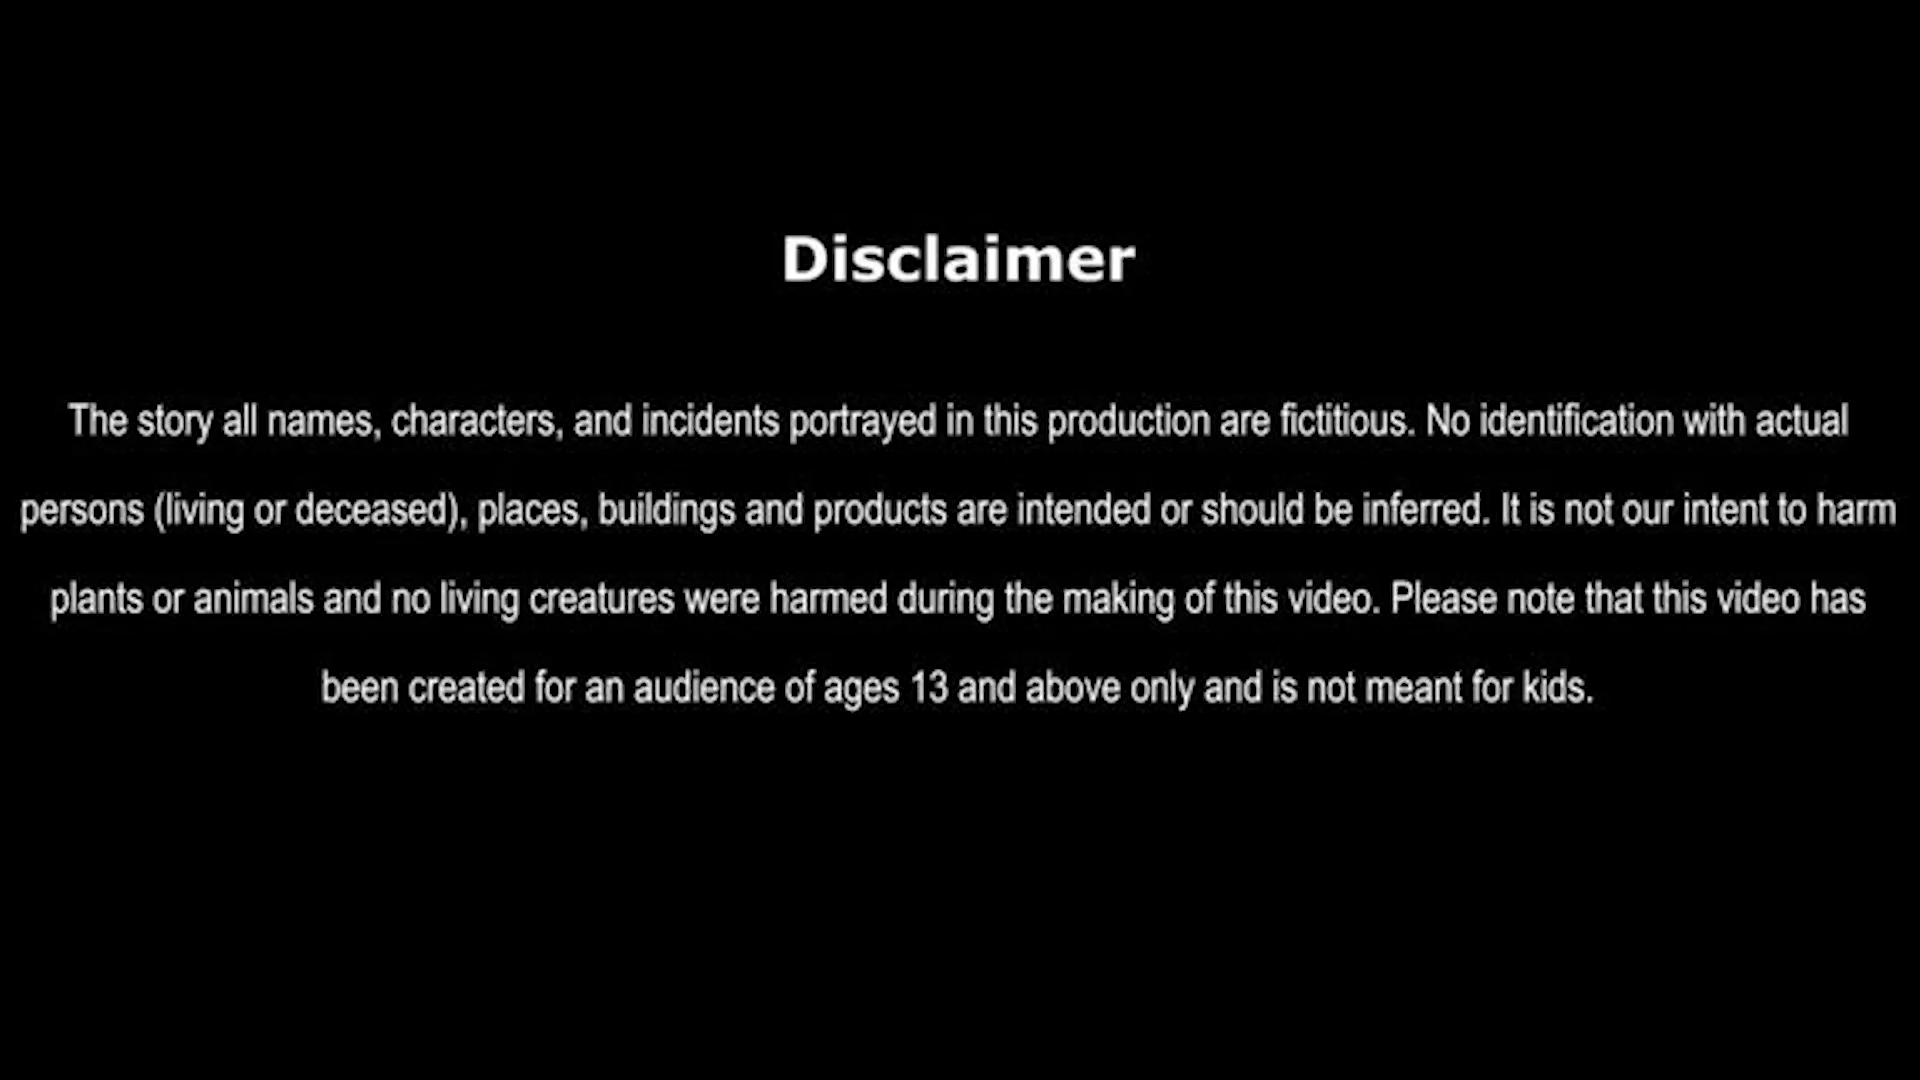 Disclaimer
The story all names, characters, and incidents portrayed in this production are fictitious. No identification with actual
persons (living or deceased), places, buildings and products are intended or should be inferred. It is not our intent to harm
plants or animals and no living creatures were harmed during the making of this video. Please note that this video has
been created for an audience of ages 13 and above only and is not meant for kids.